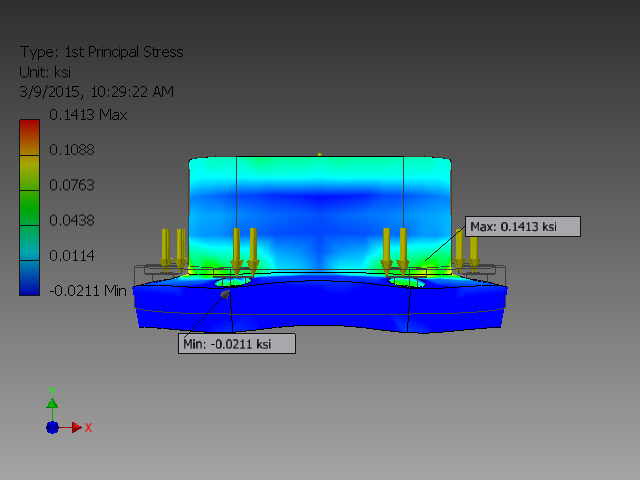 Type: 1st Principal Stress
Unit: ksi
3/9/2015, 10:29:22 AM
0.1413 Max
0.1088
0.0763
0.0438
0.0114
-0.0211 Min
Max: 0.1413 ksi
Min: -0.0211 ksi
Y
X